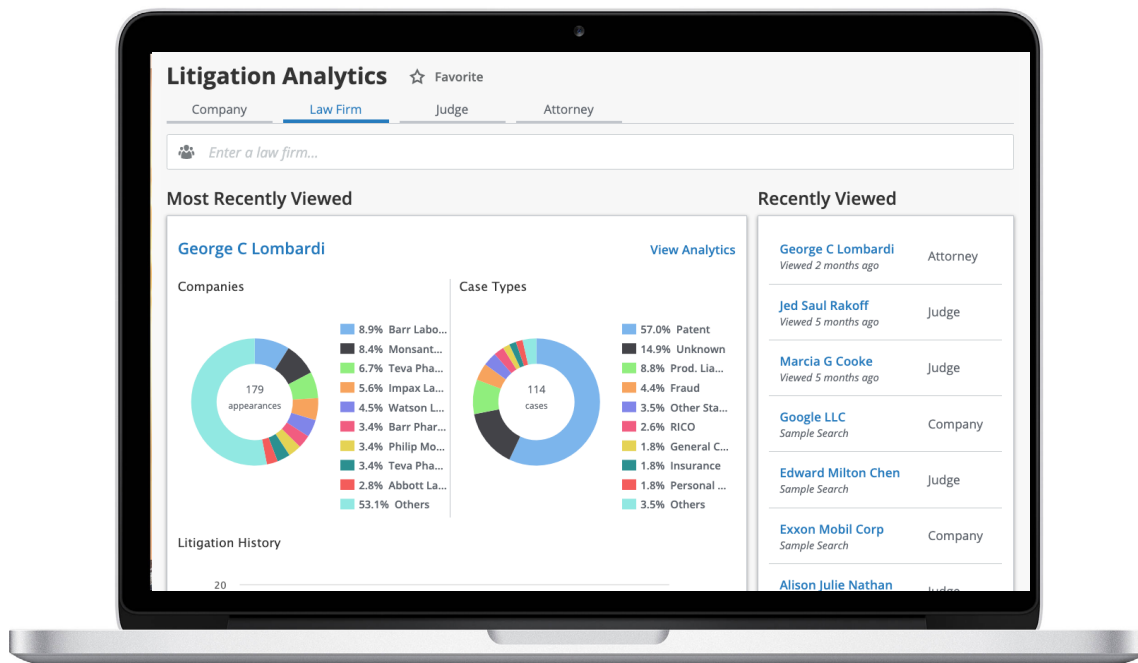 Litigation Analytics
Favorite
Company Law Firm Judge Attorney
Enter a law firm...
Most Recently Viewed
George C Lombardi
View Analytics
Companies
179
appearances
8.9% Barr Labo...
8.4% Monsant...
6.7% Teva Pha...
5.6% Impax La...
4.5% Watson L...
3.4% Barr Phar...
3.4% Philip Mo...
3.4% Teva Pha...
2.8% Abbott La...
53.1% Others
Case Types
114
cases
57.0% Patent
14.9% Unknown
8.8% Prod. Lia...
4.4% Fraud
3.5% Other Sta...
2.6% RICO
1.8% General C...
1.8% Insurance
1.8% Personal ...
3.5% Others
Litigation History
20
Recently Viewed
George C Lombardi
Viewed 2 months ago
Attorney
Jed Saul Rakoff
Viewed 5 months ago
Judge
Marcia G Cooke
Viewed 5 months ago
Judge
Google LLC
Sample Search
Company
Edward Milton Chen
Sample Search
Judge
Exxon Mobil Corp
Sample Search
Company
Alison Julie Nathan
Judge